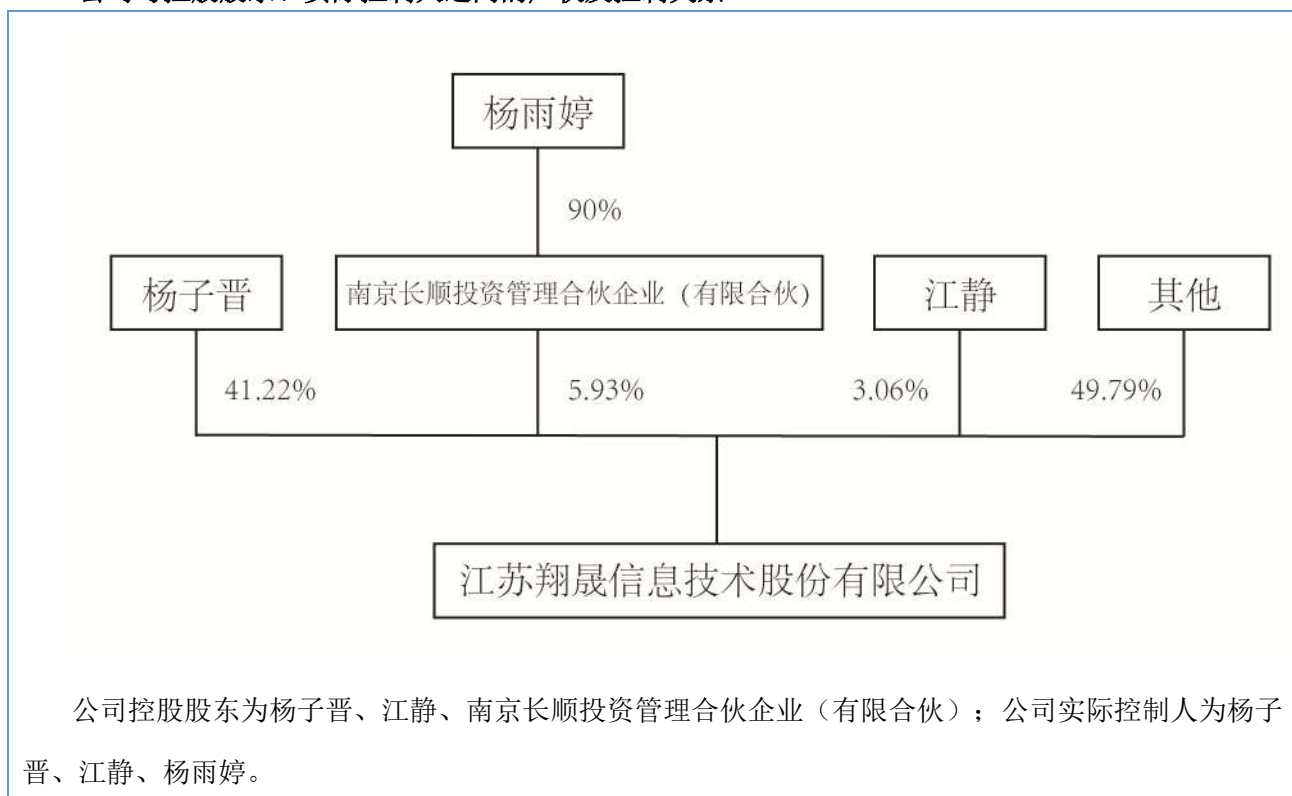 杨雨婷
90%
杨子晋
南京长顺投资管理合伙企业（有限合伙）
江静
其他
41.22%
5.93%
3.06%
49.79%
江苏翔晟信息技术股份有限公司
公司控股股东为杨子晋、江静、南京长顺投资管理合伙企业（有限合伙）；公司实际控制人为杨子
晋、江静、杨雨婷。